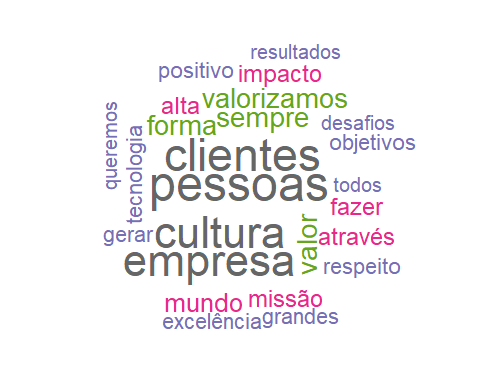 resultados
positivo impacto
alta valorizamos
forma sempre desafios
queremos tecnologia clientes objetivos
pessoas todos
fazer
gerar cultura valor através
empresa respeito
mundo missão
excelência grandes